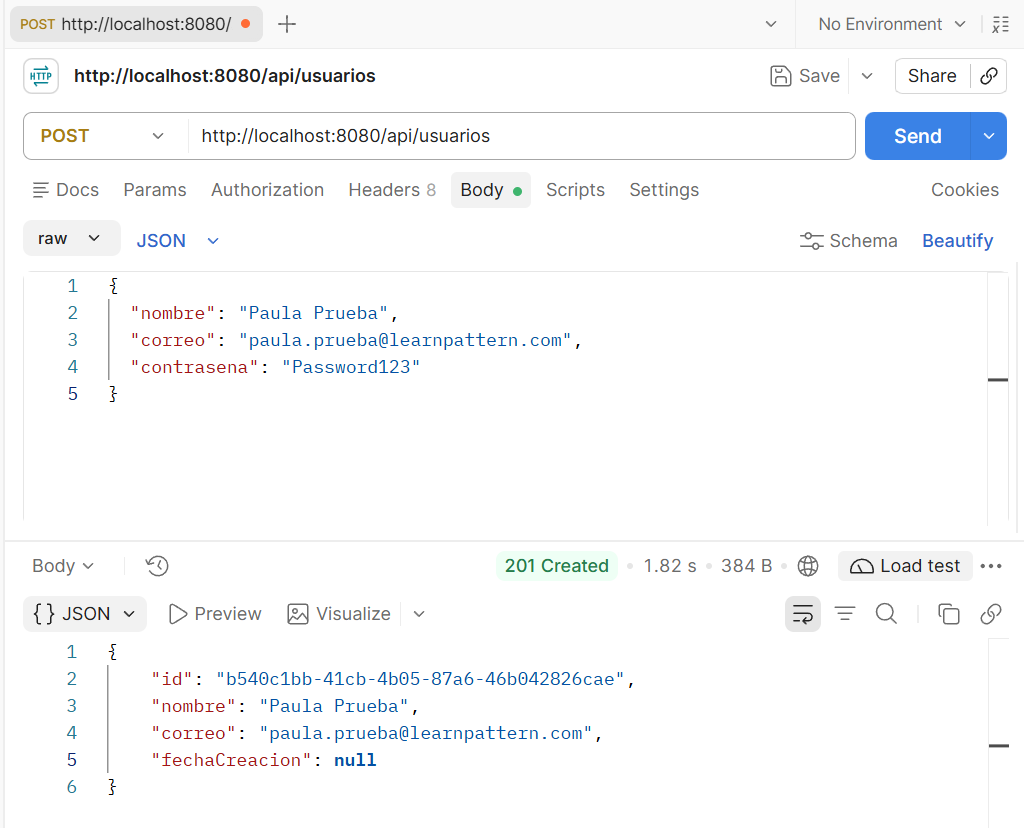 POST http://localhost:8080/
No Environment
HTTP http://localhost:8080/api/usuarios
Save
Share
POST
http://localhost:8080/api/usuarios
Send
Docs Params Authorization Headers 8 Body Scripts Settings Cookies
raw JSON Schema Beautify
1 {
2 "nombre": "Paula Prueba",
3 "correo": "paula.prueba@learnpattern.com",
4 "contrasena": "Password123"
5 }
Body 201 Created 1.82 s 384 B Load test
{} JSON Preview Visualize
1 {
2 "id": "b540c1bb-41cb-4b05-87a6-46b042826cae",
3 "nombre": "Paula Prueba",
4 "correo": "paula.prueba@learnpattern.com",
5 "fechaCreacion": null
6 }